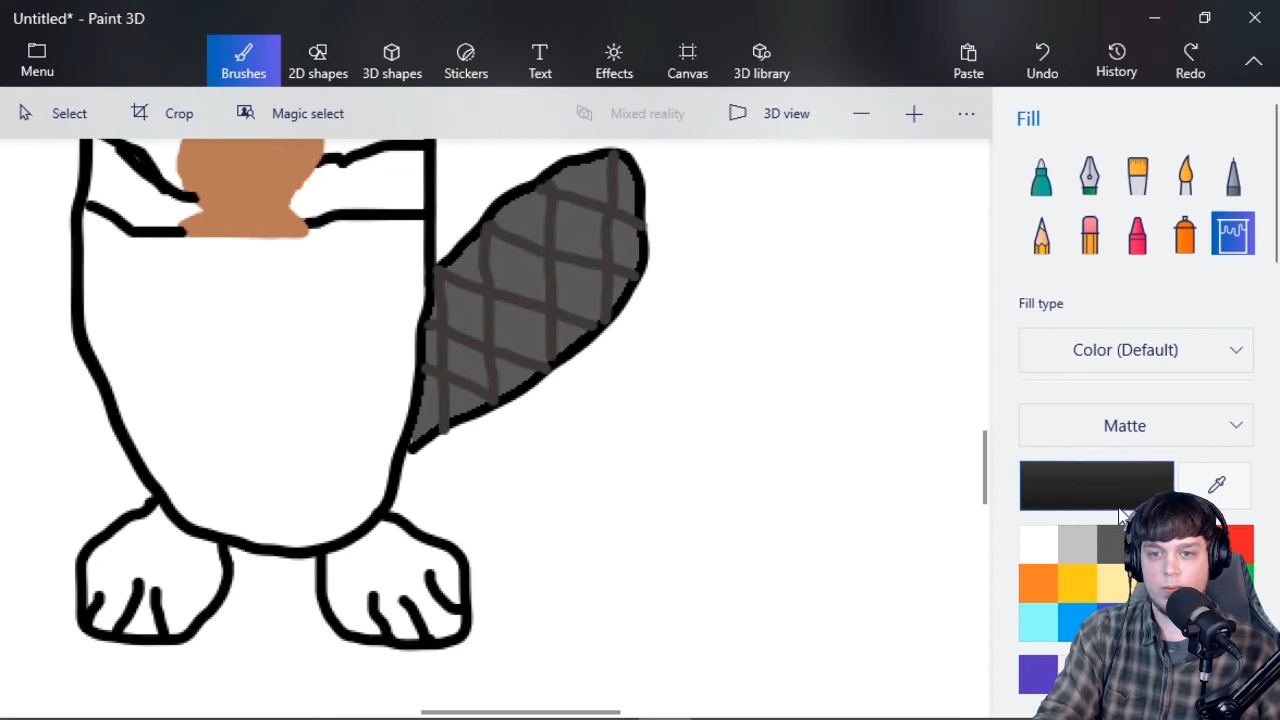 Untitled* - Paint 3D
Menu
Brushes
2D shapes
3D shapes
Stickers
Text
Effects
Canvas
3D library
Paste
Undo
History
Redo
Select
Crop
Magic select
Mixed reality
3D view
Fill
Fill type
Color (Default)
Matte